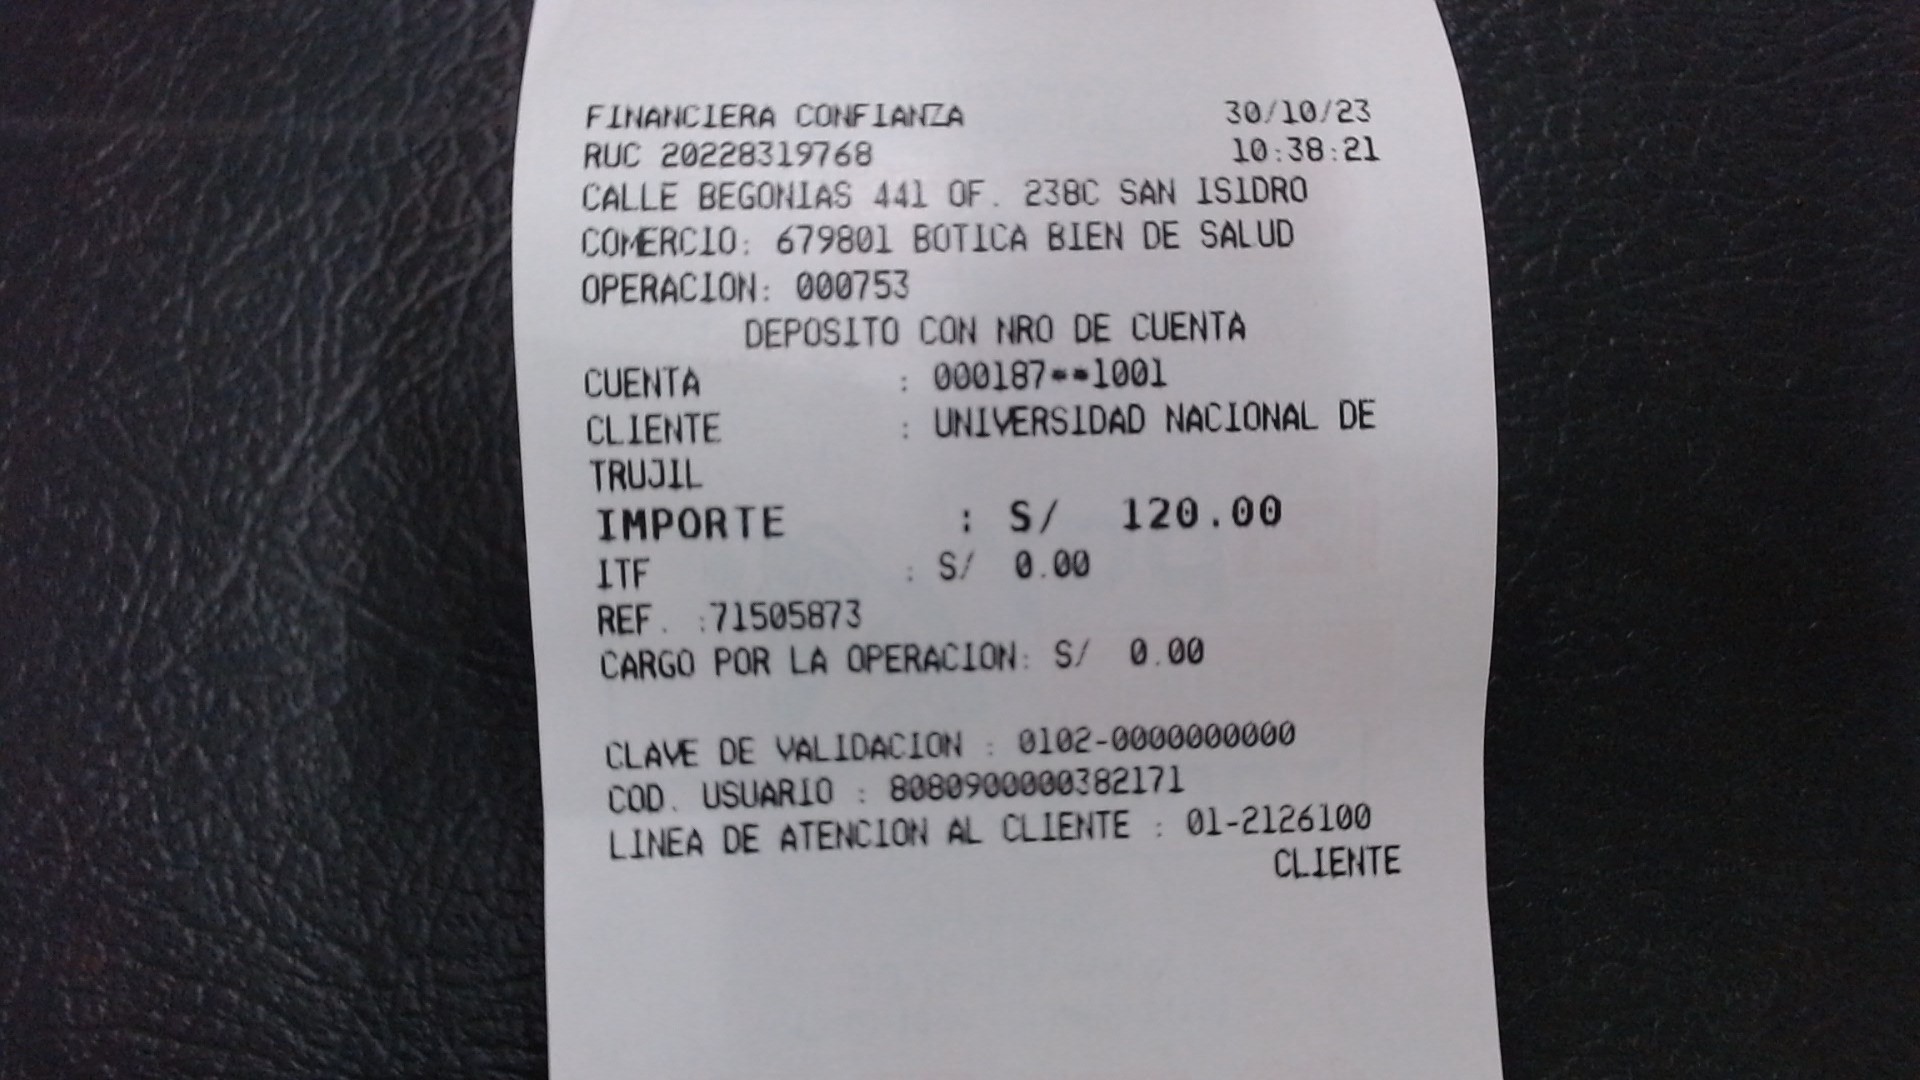 FINANCIERA CONFIANZA 30/10/23
RUC 20228319768 10:38:21
CALLE BEGONIAS 441 OF. 238C SAN ISIDRO
COMERCIO: 679801 BOTICA BIEN DE SALUD
OPERACION: 000753
DEPOSITO CON NRO DE CUENTA
CUENTA : 000187**1001
CLIENTE : UNIVERSIDAD NACIONAL DE
TRUJIL
IMPORTE : S/ 120.00
ITF : S/ 0.00
REF. :71505873
CARGO POR LA OPERACION: S/ 0.00
CLAVE DE VALIDACION : 0102-0000000000
COD. USUARIO : 8080900000382171
LINEA DE ATENCION AL CLIENTE : 01-2126100
CLIENTE